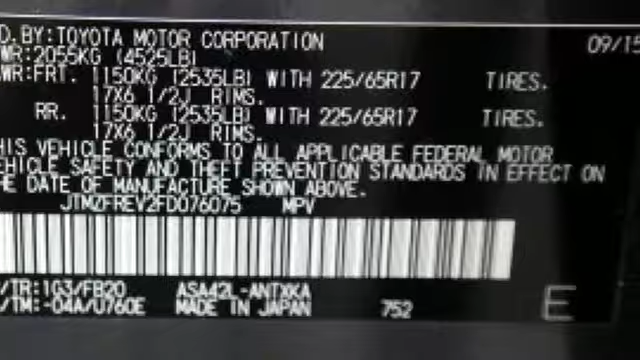 D.BY:TOYOTA MOTOR CORPORATION 09/15
WR:2055KG (4525LB)
WR:FRT. 1150KG (2535LB) WITH 225/65R17 TIRES.
17X6 1/2J RIMS.
RR. 1150KG (2535LB) WITH 225/65R17 TIRES.
17X6 1/2J RIMS.
HIS VEHICLE CONFORMS TO ALL APPLICABLE FEDERAL MOTOR
EHICLE SAFETY AND THEFT PREVENTION STANDARDS IN EFFECT ON
HE DATE OF MANUFACTURE SHOWN ABOVE.
JTMZFREV2FD076075 MPV
/TR:1G3/FB20 ASA42L-ANTXKA
/TM:-04A/U760E MADE IN JAPAN 752 E